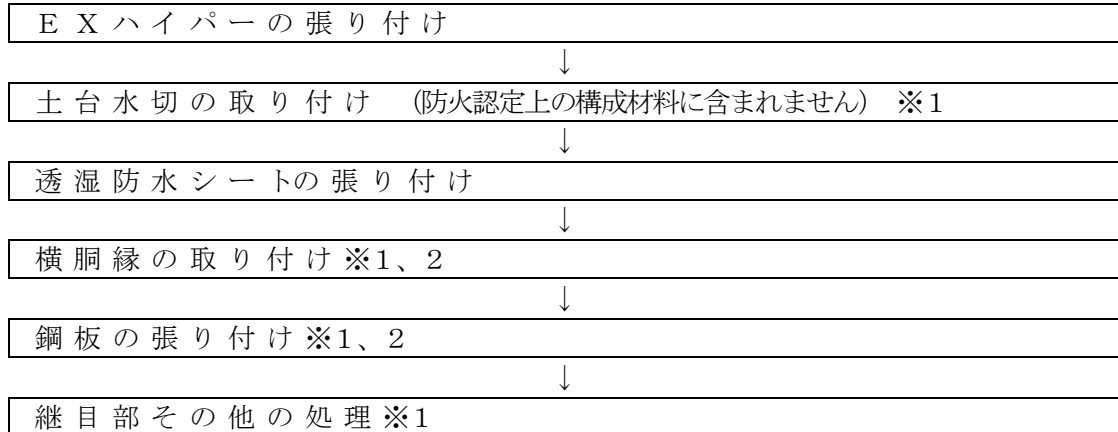 EXハイパーの張り付け
↓
土台水切の取り付け (防火認定上の構成材料に含まれません) ※1
↓
透湿防水シートの張り付け
↓
横胴縁の取り付け※1、2
↓
鋼板の張り付け※1、2
↓
継目部その他の処理※1